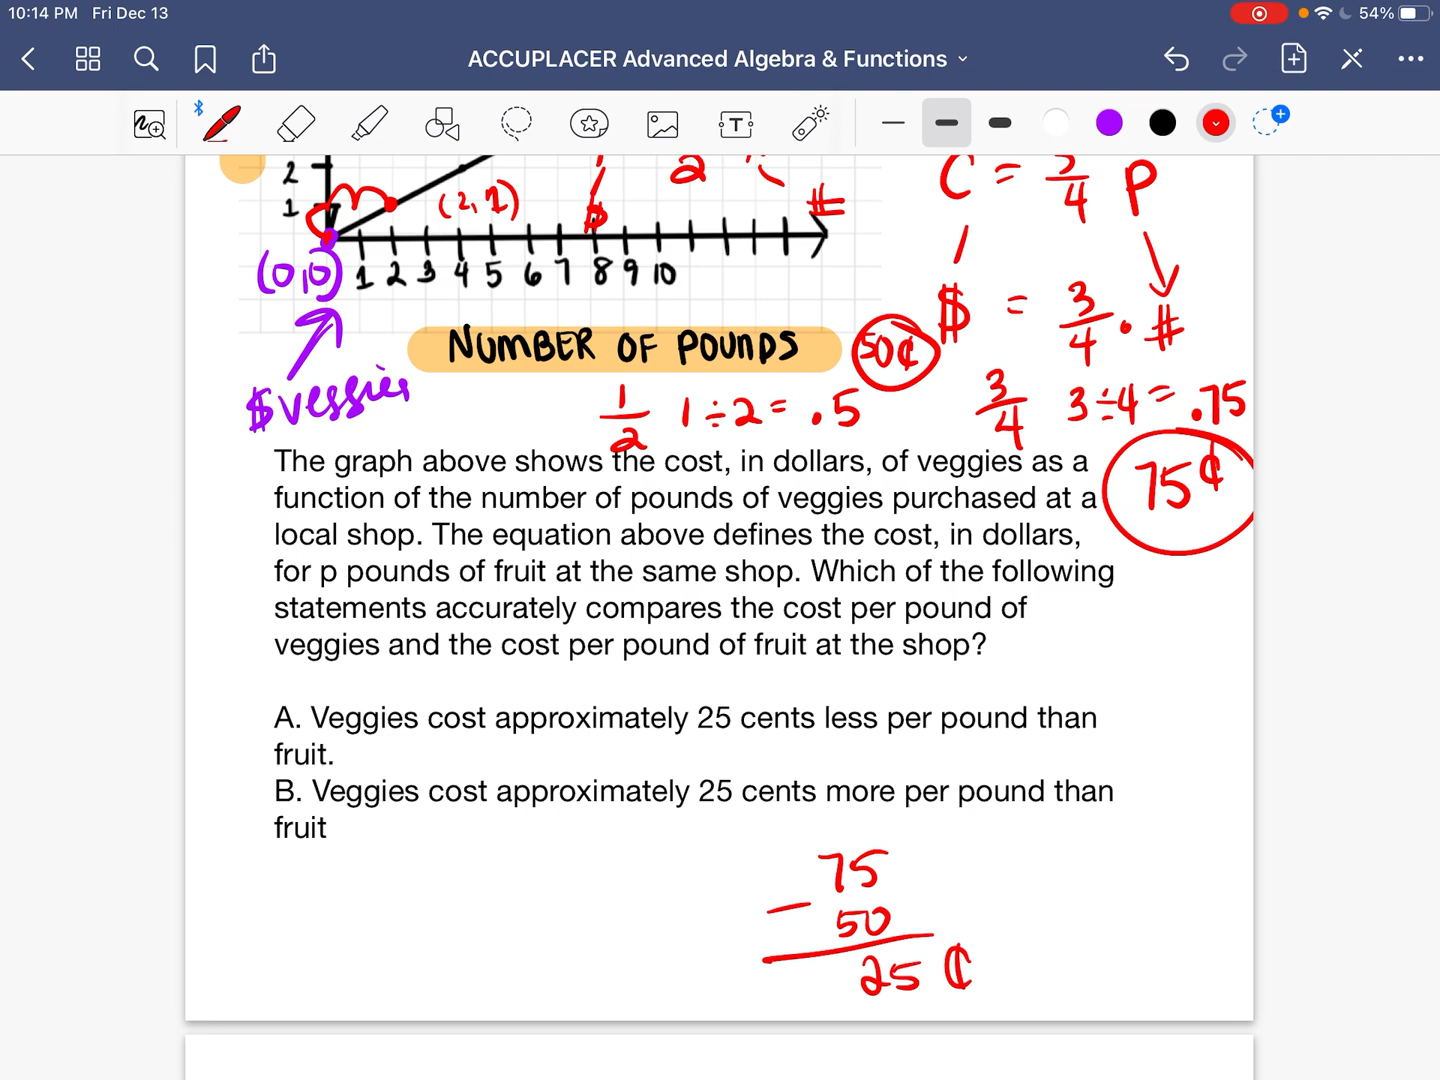 10:14 PM Fri Dec 13
54%
ACCUPLACER Advanced Algebra & Functions
T
2
1
(2,1)
$
2
#
C = 3/4 P
(0,0)
1 2 3 4 5 6 7 8 9 10
$ = 3/4 · #
NUMBER OF POUNDS
50¢
$veggies
1/2 1÷2= .5
3/4 3÷4= .75
75¢
The graph above shows the cost, in dollars, of veggies as a
function of the number of pounds of veggies purchased at a
local shop. The equation above defines the cost, in dollars,
for p pounds of fruit at the same shop. Which of the following
statements accurately compares the cost per pound of
veggies and the cost per pound of fruit at the shop?
A. Veggies cost approximately 25 cents less per pound than
fruit.
B. Veggies cost approximately 25 cents more per pound than
fruit
75
- 50
25 ¢